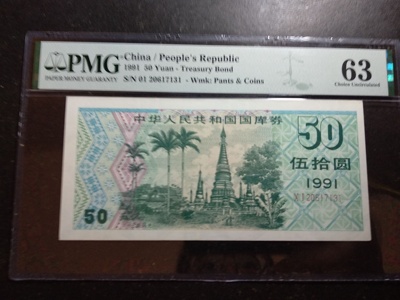 PMG
PAPER MONEY GUARANTY
China / People's Republic
1991 50 Yuan - Treasury Bond
S/N 01 20617131 - Wmk: Pants & Coins
63
Choice Uncirculated
中华人民共和国国库券
50
伍拾圆
1991
50